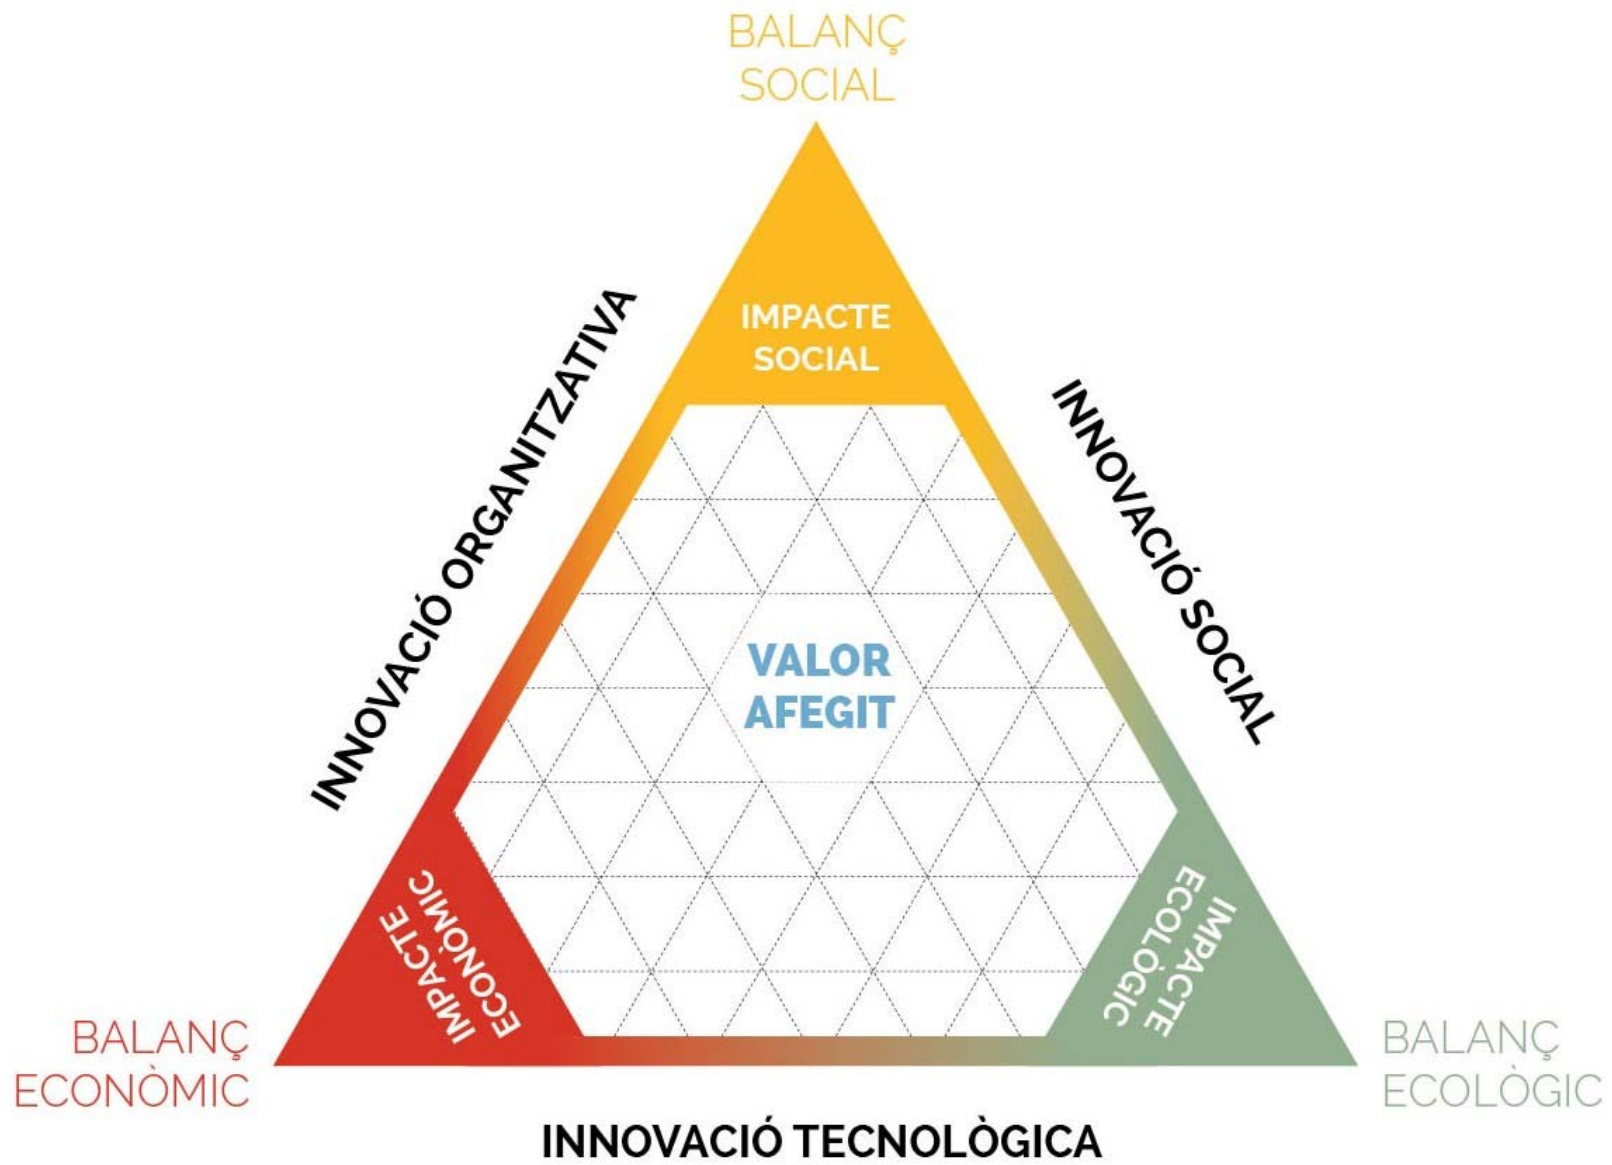 BALANÇ
SOCIAL
IMPACTE
SOCIAL
INNOVACIÓ ORGANITZATIVA
INNOVACIÓ SOCIAL
VALOR
AFEGIT
IMPACTE
ECONÒMIC
IMPACTE
ECOLÒGIC
BALANÇ
ECONÒMIC
BALANÇ
ECOLÒGIC
INNOVACIÓ TECNOLÒGICA